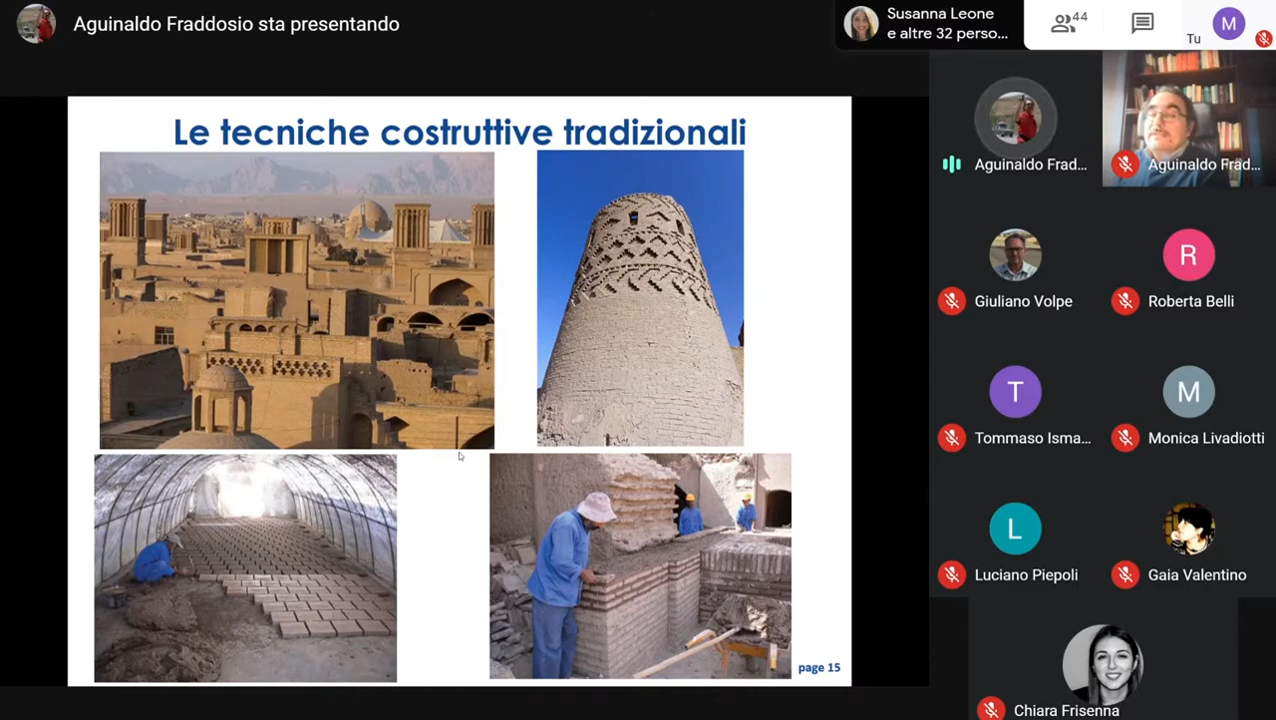 Aguinaldo Fraddosio sta presentando
Susanna Leone
e altre 32 perso...
44
M
Tu
Le tecniche costruttive tradizionali
page 15
Aguinaldo Frad...
Aguinaldo Frad...
Giuliano Volpe
R
Roberta Belli
T
Tommaso Isma...
M
Monica Livadiotti
L
Luciano Piepoli
Gaia Valentino
Chiara Frisenna